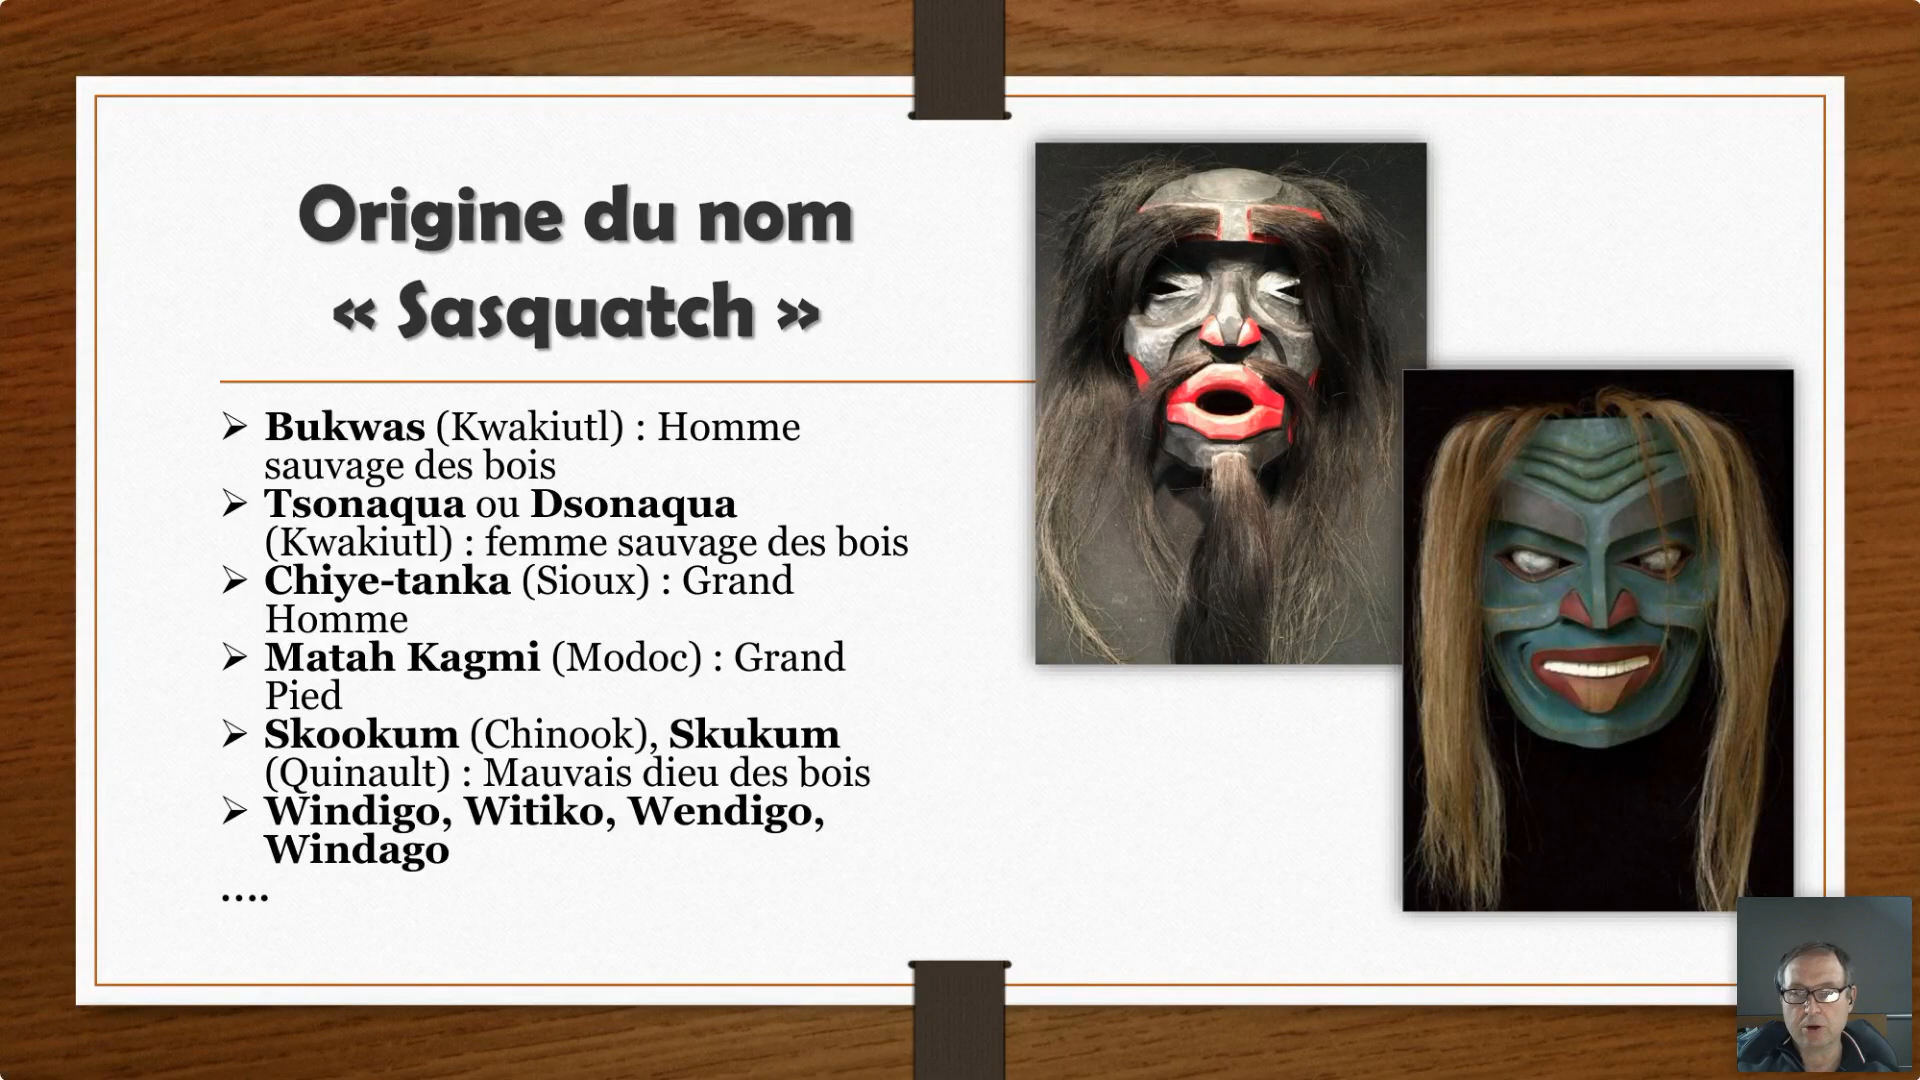 Origine du nom
« Sasquatch »
➢ Bukwas (Kwakiutl) : Homme
sauvage des bois
➢ Tsonaqua ou Dsonaqua
(Kwakiutl) : femme sauvage des bois
➢ Chiye-tanka (Sioux) : Grand
Homme
➢ Matah Kagmi (Modoc) : Grand
Pied
➢ Skookum (Chinook), Skukum
(Quinault) : Mauvais dieu des bois
➢ Windigo, Witiko, Wendigo,
Windago
….